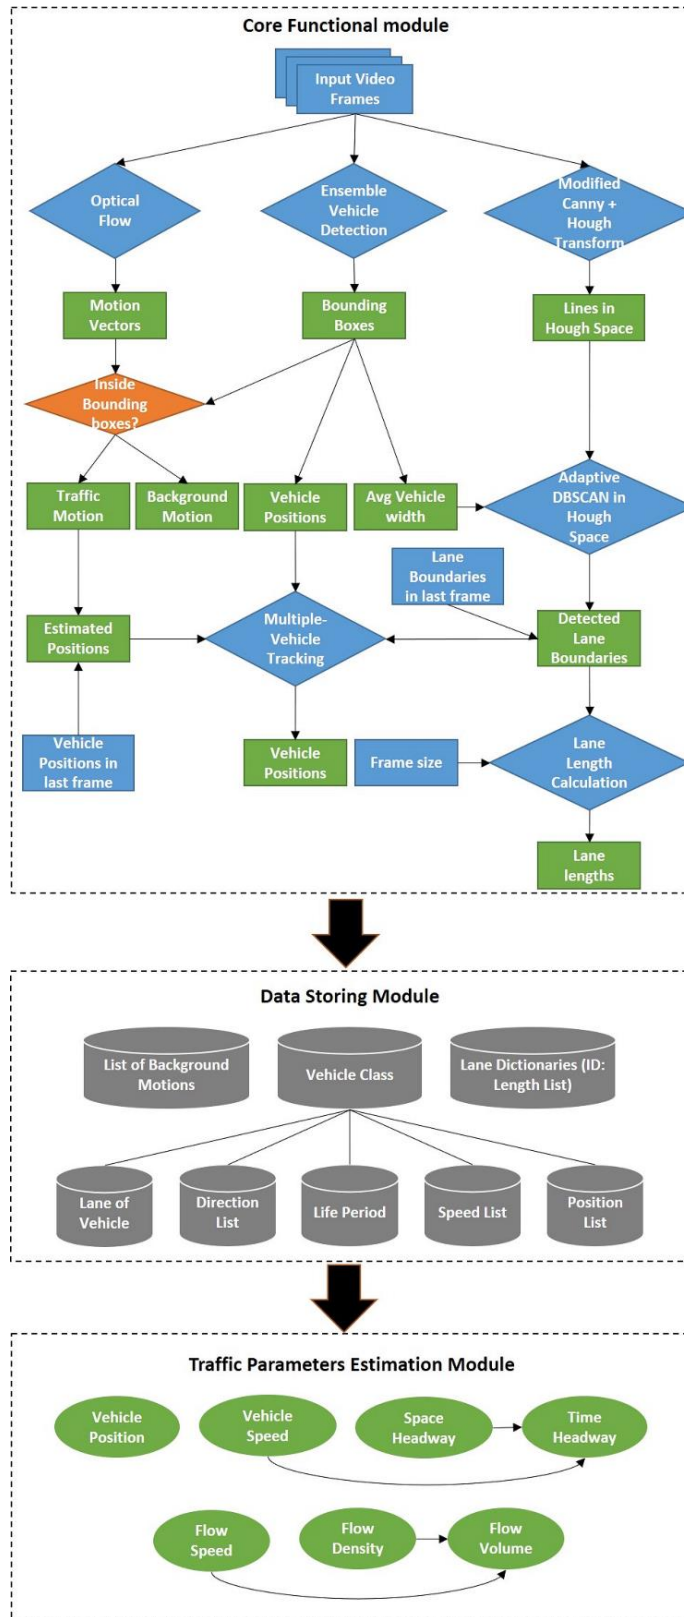 Core Functional module
Input Video
Frames
Optical
Flow
Ensemble
Vehicle
Detection
Modified
Canny +
Hough
Transform
Motion
Vectors
Bounding
Boxes
Lines in
Hough Space
Inside
Bounding
boxes?
Traffic
Motion
Background
Motion
Vehicle
Positions
Avg Vehicle
width
Adaptive
DBSCAN in
Hough
Space
Lane
Boundaries
in last frame
Estimated
Positions
Multiple-
Vehicle
Tracking
Detected
Lane
Boundaries
Vehicle
Positions in
last frame
Vehicle
Positions
Frame size
Lane
Length
Calculation
Lane
lengths
Data Storing Module
List of Background
Motions
Vehicle Class
Lane Dictionaries (ID:
Length List)
Lane of
Vehicle
Direction
List
Life Period
Speed List
Position
List
Traffic Parameters Estimation Module
Vehicle
Position
Vehicle
Speed
Space
Headway
Time
Headway
Flow
Speed
Flow
Density
Flow
Volume